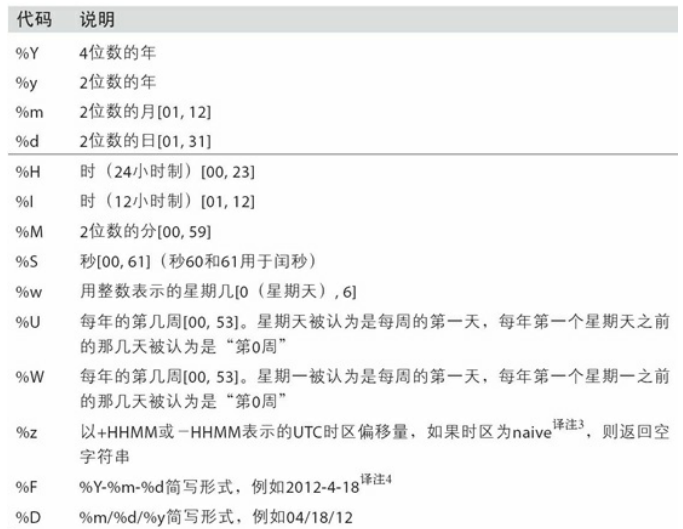 代码 说明
%Y 4位数的年
%y 2位数的年
%m 2位数的月[01, 12]
%d 2位数的日[01, 31]
%H 时（24小时制）[00, 23]
%I 时（12小时制）[01, 12]
%M 2位数的分[00, 59]
%S 秒[00, 61]（秒60和61用于闰秒）
%w 用整数表示的星期几[0（星期天）, 6]
%U 每年的第几周[00, 53]。星期天被认为是每周的第一天，每年第一个星期天之前
的那几天被认为是“第0周”
%W 每年的第几周[00, 53]。星期一被认为是每周的第一天，每年第一个星期一之前
的那几天被认为是“第0周”
%z 以+HHMM或－HHMM表示的UTC时区偏移量，如果时区为naive译注3，则返回空
字符串
%F %Y-%m-%d简写形式，例如2012-4-18译注4
%D %m/%d/%y简写形式，例如04/18/12